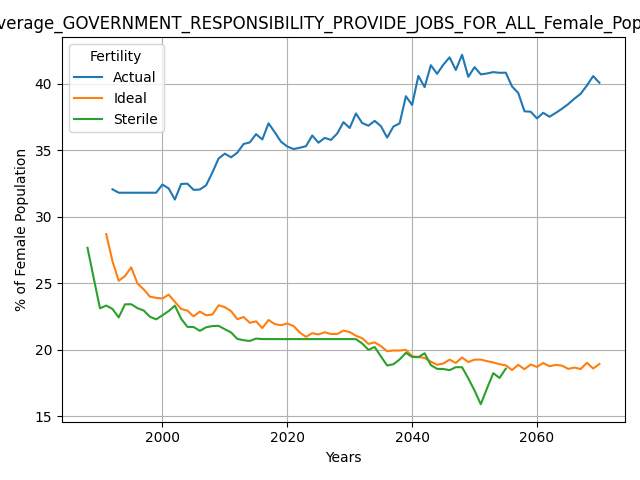 verage_GOVERNMENT_RESPONSIBILITY_PROVIDE_JOBS_FOR_ALL_Female_Pop
Fertility
Actual
Ideal
Sterile
% of Female Population
40
35
30
25
20
15
2000
2020
2040
2060
Years